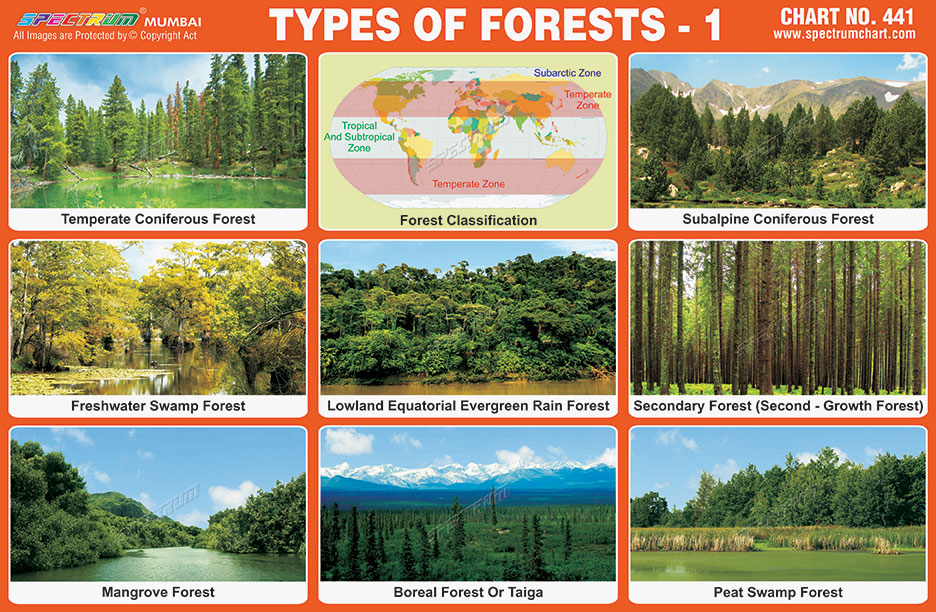 SPECTRUM® MUMBAI
All Images are Protected by © Copyright Act
TYPES OF FORESTS - 1
CHART NO. 441
www.spectrumchart.com
Temperate Coniferous Forest
Subarctic Zone
Temperate
Zone
Tropical
And Subtropical
Zone
Temperate Zone
SPECTRUM
Forest Classification
Subalpine Coniferous Forest
Freshwater Swamp Forest
Lowland Equatorial Evergreen Rain Forest
Secondary Forest (Second - Growth Forest)
SPECTRUM
Mangrove Forest
Boreal Forest Or Taiga
SPECTRUM
Peat Swamp Forest